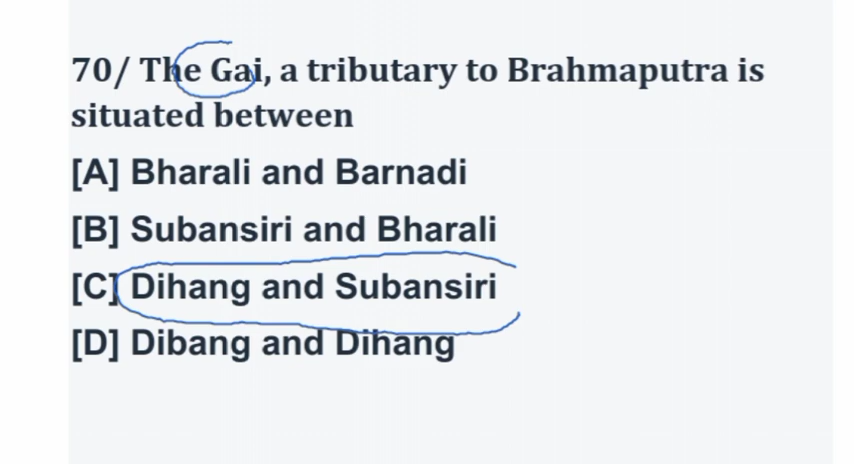 70/ The Gai, a tributary to Brahmaputra is
situated between
[A] Bharali and Barnadi
[B] Subansiri and Bharali
[C] Dihang and Subansiri
[D] Dibang and Dihang